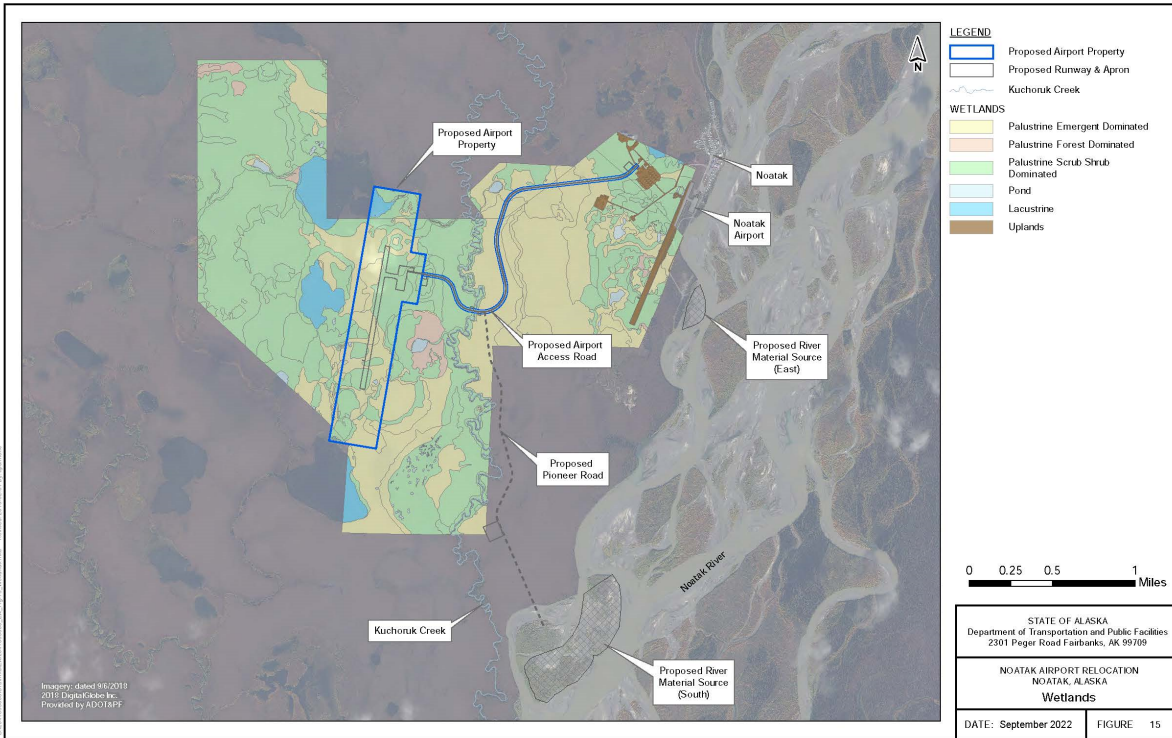 N
Proposed Airport
Property
Noatak
Noatak
Airport
Proposed Airport
Access Road
Proposed River
Material Source
(East)
Proposed
Pioneer Road
Noatak River
Kuchoruk Creek
Proposed River
Material Source
(South)
Imagery: dated 9/6/2018
2018 DigitalGlobe Inc.
Provided by ADOT&PF
LEGEND
Proposed Airport Property
Proposed Runway & Apron
Kuchoruk Creek
WETLANDS
Palustrine Emergent Dominated
Palustrine Forest Dominated
Palustrine Scrub Shrub
Dominated
Pond
Lacustrine
Uplands
0 0.25 0.5 1
Miles
STATE OF ALASKA
Department of Transportation and Public Facilities
2301 Peger Road Fairbanks, AK 99709
NOATAK AIRPORT RELOCATION
NOATAK, ALASKA
Wetlands
DATE: September 2022 FIGURE 15